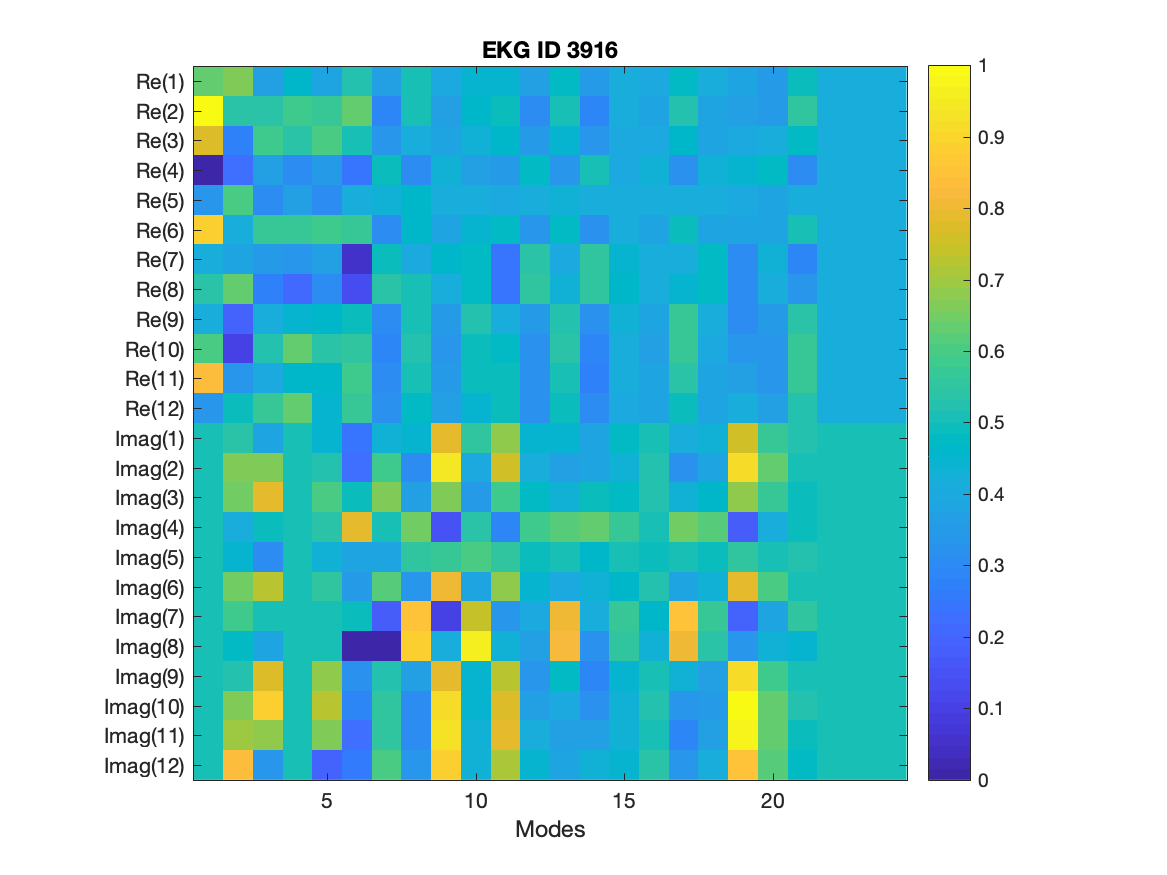 EKG ID 3916
Re(1)
Re(2)
Re(3)
Re(4)
Re(5)
Re(6)
Re(7)
Re(8)
Re(9)
Re(10)
Re(11)
Re(12)
Imag(1)
Imag(2)
Imag(3)
Imag(4)
Imag(5)
Imag(6)
Imag(7)
Imag(8)
Imag(9)
Imag(10)
Imag(11)
Imag(12)
5 10 15 20
Modes
1
0.9
0.8
0.7
0.6
0.5
0.4
0.3
0.2
0.1
0